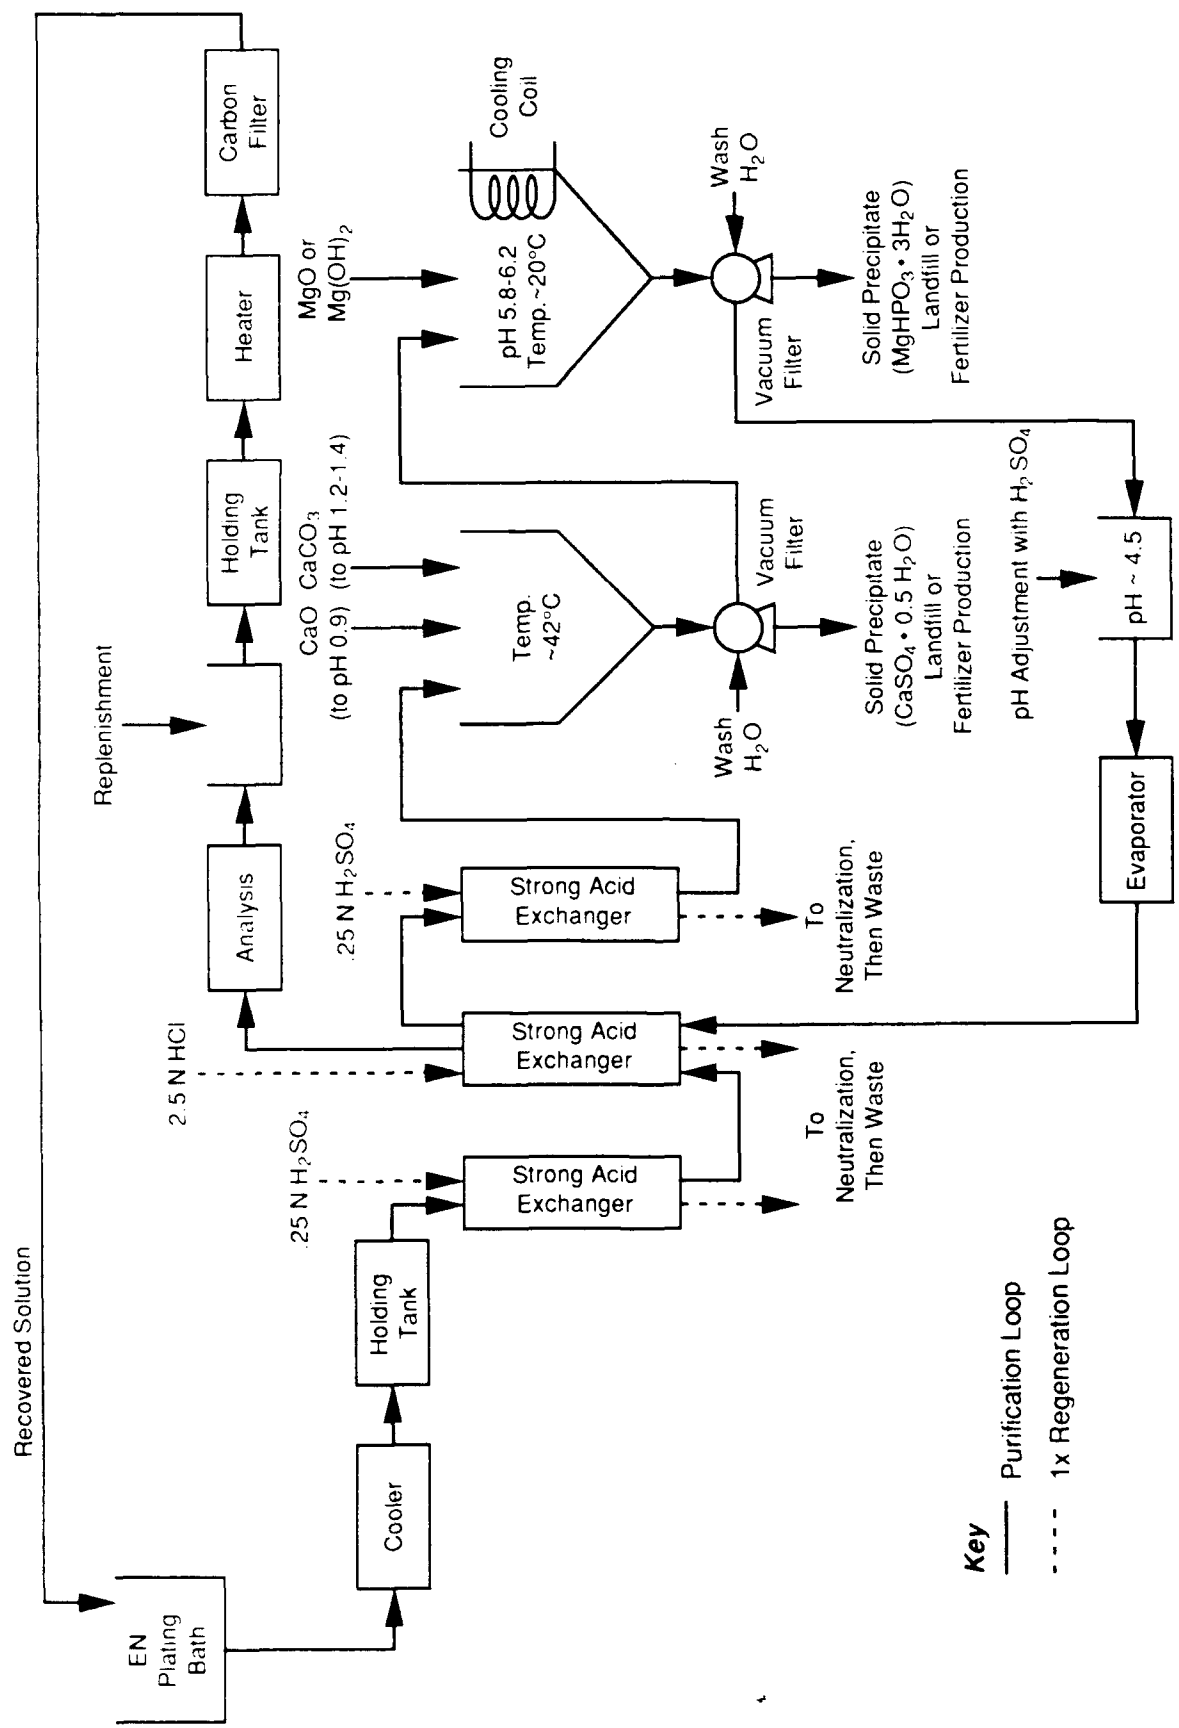 Recovered Solution
EN
Plating
Bath
Cooler
Holding
Tank
.25 N H₂SO₄
Strong Acid
Exchanger
2.5 N HCl
Strong Acid
Exchanger
To
Neutralization,
Then Waste
.25 N H₂SO₄
Strong Acid
Exchanger
To
Neutralization,
Then Waste
Analysis
Replenishment
Holding
Tank
Heater
Carbon
Filter
CaO CaCO₃
(to pH 0.9) (to pH 1.2-1.4)
Temp.
~42°C
Wash
H₂O
Vacuum
Filter
Solid Precipitate
(CaSO₄ • 0.5 H₂O)
Landfill or
Fertilizer Production
MgO or
Mg(OH)₂
pH 5.8-6.2
Temp.~20°C
Cooling
Coil
Wash
H₂O
Vacuum
Filter
Solid Precipitate
(MgHPO₃ • 3H₂O)
Landfill or
Fertilizer Production
pH Adjustment with H₂SO₄
pH ~ 4.5
Evaporator
Key
Purification Loop
1x Regeneration Loop